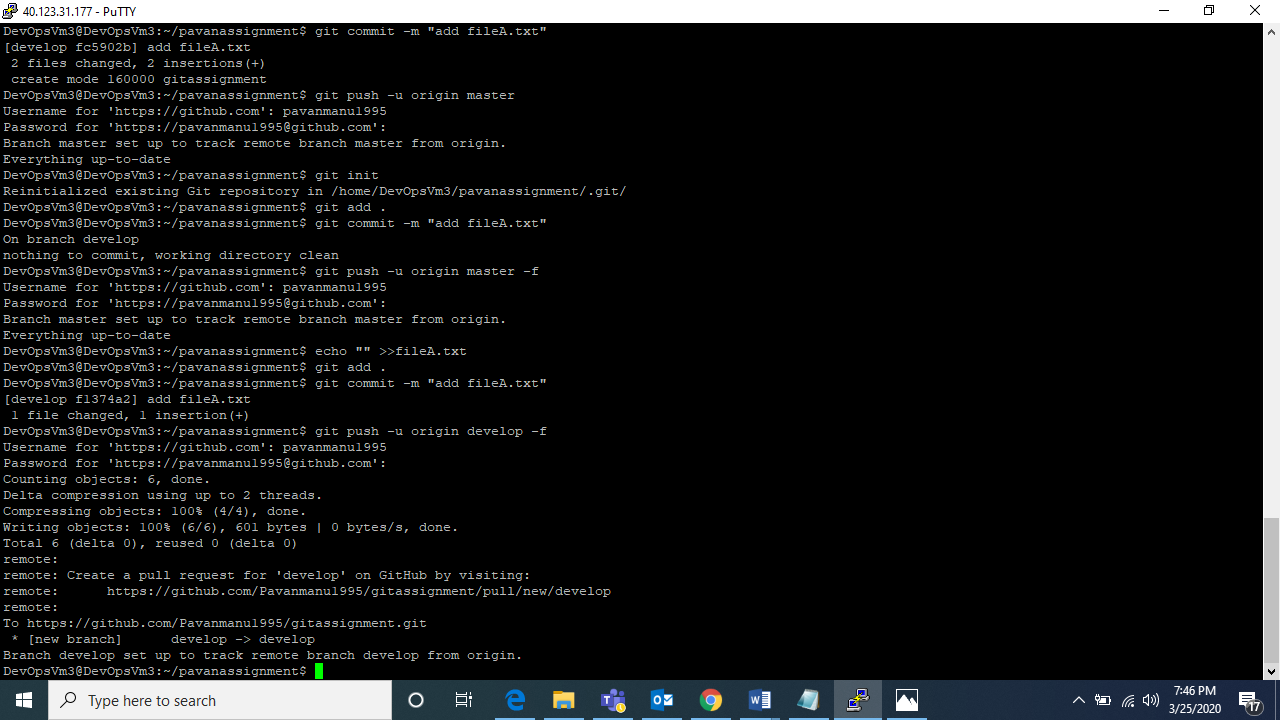 40.123.31.177 - PuTTY
DevOpsVm3@DevOpsVm3:~/pavanassignment$ git commit -m "add fileA.txt"
[develop fc5902b] add fileA.txt
 2 files changed, 2 insertions(+)
 create mode 160000 gitassignment
DevOpsVm3@DevOpsVm3:~/pavanassignment$ git push -u origin master
Username for 'https://github.com': pavanmanu1995
Password for 'https://pavanmanu1995@github.com':
Branch master set up to track remote branch master from origin.
Everything up-to-date
DevOpsVm3@DevOpsVm3:~/pavanassignment$ git init
Reinitialized existing Git repository in /home/DevOpsVm3/pavanassignment/.git/
DevOpsVm3@DevOpsVm3:~/pavanassignment$ git add .
DevOpsVm3@DevOpsVm3:~/pavanassignment$ git commit -m "add fileA.txt"
On branch develop
nothing to commit, working directory clean
DevOpsVm3@DevOpsVm3:~/pavanassignment$ git push -u origin master -f
Username for 'https://github.com': pavanmanu1995
Password for 'https://pavanmanu1995@github.com':
Branch master set up to track remote branch master from origin.
Everything up-to-date
DevOpsVm3@DevOpsVm3:~/pavanassignment$ echo "" >>fileA.txt
DevOpsVm3@DevOpsVm3:~/pavanassignment$ git add .
DevOpsVm3@DevOpsVm3:~/pavanassignment$ git commit -m "add fileA.txt"
[develop f1374a2] add fileA.txt
 1 file changed, 1 insertion(+)
DevOpsVm3@DevOpsVm3:~/pavanassignment$ git push -u origin develop -f
Username for 'https://github.com': pavanmanu1995
Password for 'https://pavanmanu1995@github.com':
Counting objects: 6, done.
Delta compression using up to 2 threads.
Compressing objects: 100% (4/4), done.
Writing objects: 100% (6/6), 601 bytes | 0 bytes/s, done.
Total 6 (delta 0), reused 0 (delta 0)
remote:
remote: Create a pull request for 'develop' on GitHub by visiting:
remote:      https://github.com/Pavanmanu1995/gitassignment/pull/new/develop
remote:
To https://github.com/Pavanmanu1995/gitassignment.git
 * [new branch]      develop -> develop
Branch develop set up to track remote branch develop from origin.
DevOpsVm3@DevOpsVm3:~/pavanassignment$
Type here to search
7:46 PM
3/25/2020
17